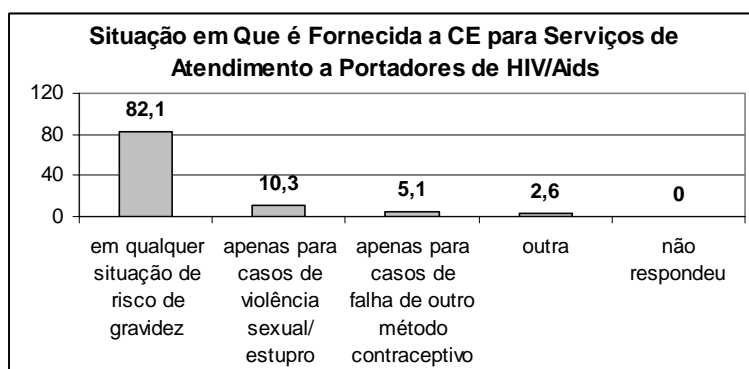 Situação em Que é Fornecida a CE para Serviços de
Atendimento a Portadores de HIV/Aids
120
80
40
0
82,1
10,3
5,1
2,6
0
em qualquer
situação de
risco de
gravidez
apenas para
casos de
violência
sexual/
estupro
apenas para
casos de
falha de outro
método
contraceptivo
outra
não
respondeu